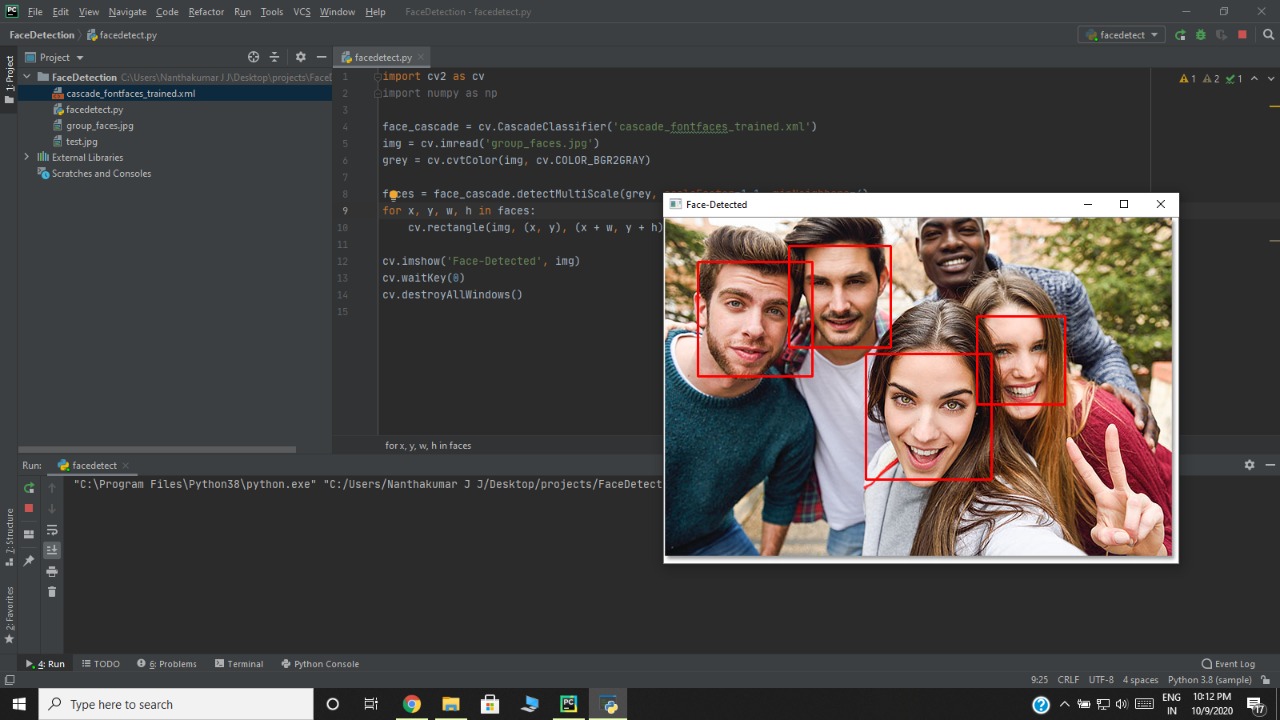 PC File Edit View Navigate Code Refactor Run Tools VCS Window Help FaceDetection - facedetect.py
FaceDetection facedetect.py facedetect
1: Project
Project
facedetect.py
FaceDetection C:\Users\Nanthakumar J J\Desktop\projects\FaceD
cascade_fontfaces_trained.xml
facedetect.py
group_faces.jpg
test.jpg
External Libraries
Scratches and Consoles
1 import cv2 as cv
2 import numpy as np
3
4 face_cascade = cv.CascadeClassifier('cascade_fontfaces_trained.xml')
5 img = cv.imread('group_faces.jpg')
6 grey = cv.cvtColor(img, cv.COLOR_BGR2GRAY)
7
8 faces = face_cascade.detectMultiScale(grey,
9 for x, y, w, h in faces:
10 cv.rectangle(img, (x, y), (x + w, y + h)
11
12 cv.imshow('Face-Detected', img)
13 cv.waitKey(0)
14 cv.destroyAllWindows()
15
1 2 1
for x, y, w, h in faces
Face-Detected
Run: facedetect
"C:\Program Files\Python38\python.exe" "C:/Users/Nanthakumar J J/Desktop/projects/FaceDetect
7: Structure
2: Favorites
4: Run TODO 6: Problems Terminal Python Console Event Log
9:25 CRLF UTF-8 4 spaces Python 3.8 (sample)
Type here to search
PC
ENG
IN
10:12 PM
10/9/2020
17